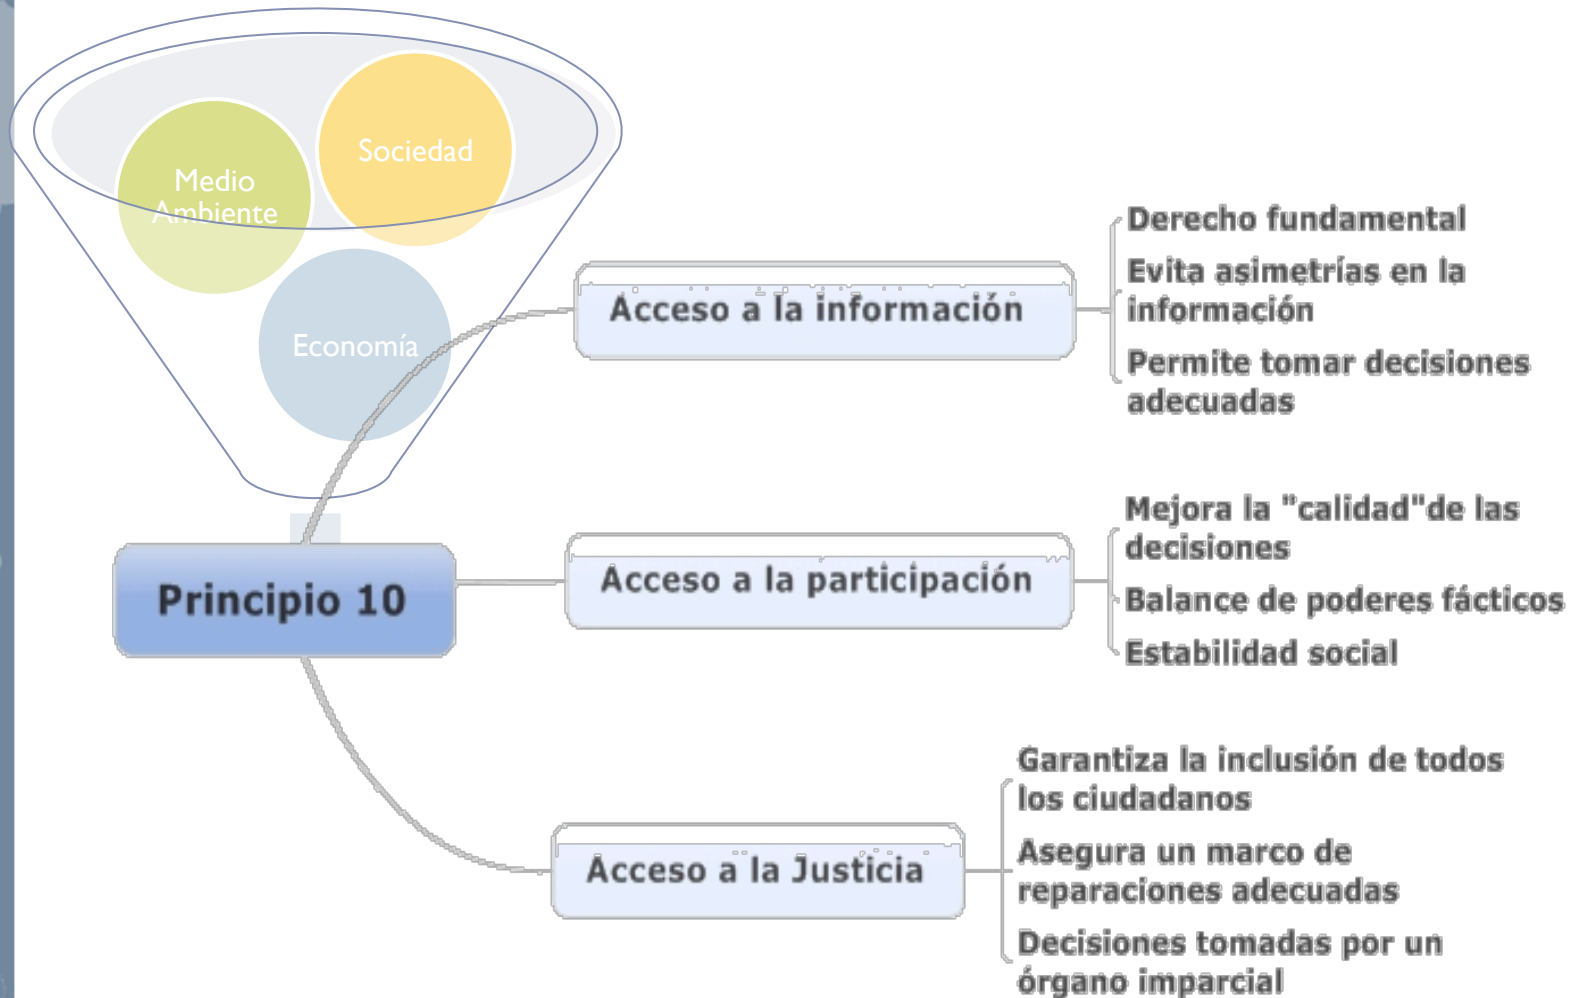 Sociedad
Medio
Ambiente
Economía
Principio 10
Acceso a la información
Derecho fundamental
Evita asimetrías en la
información
Permite tomar decisiones
adecuadas
Acceso a la participación
Mejora la "calidad"de las
decisiones
Balance de poderes fácticos
Estabilidad social
Acceso a la Justicia
Garantiza la inclusión de todos
los ciudadanos
Asegura un marco de
reparaciones adecuadas
Decisiones tomadas por un
órgano imparcial